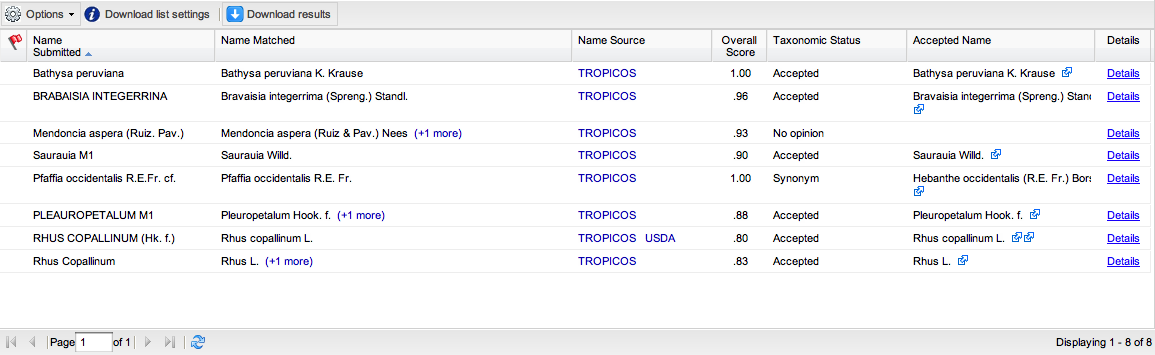 Options Download list settings Download results
Name Submitted Name Matched Name Source Overall Score Taxonomic Status Accepted Name Details
Bathysa peruviana Bathysa peruviana K. Krause TROPICOS 1.00 Accepted Bathysa peruviana K. Krause Details
BRABAISIA INTEGERRINA Bravaisia integerrima (Spreng.) Standl. TROPICOS .96 Accepted Bravaisia integerrima (Spreng.) Stan Details
Mendoncia aspera (Ruiz. Pav.) Mendoncia aspera (Ruiz & Pav.) Nees (+1 more) TROPICOS .93 No opinion Details
Saurauia M1 Saurauia Willd. TROPICOS .90 Accepted Saurauia Willd. Details
Pfaffia occidentalis R.E.Fr. cf. Pfaffia occidentalis R.E. Fr. TROPICOS 1.00 Synonym Hebanthe occidentalis (R.E. Fr.) Bors Details
PLEAUROPETALUM M1 Pleuropetalum Hook. f. (+1 more) TROPICOS .88 Accepted Pleuropetalum Hook. f. Details
RHUS COPALLINUM (Hk. f.) Rhus copallinum L. TROPICOS USDA .80 Accepted Rhus copallinum L. Details
Rhus Copallinum Rhus L. (+1 more) TROPICOS .83 Accepted Rhus L. Details
Page 1 of 1 Displaying 1 - 8 of 8